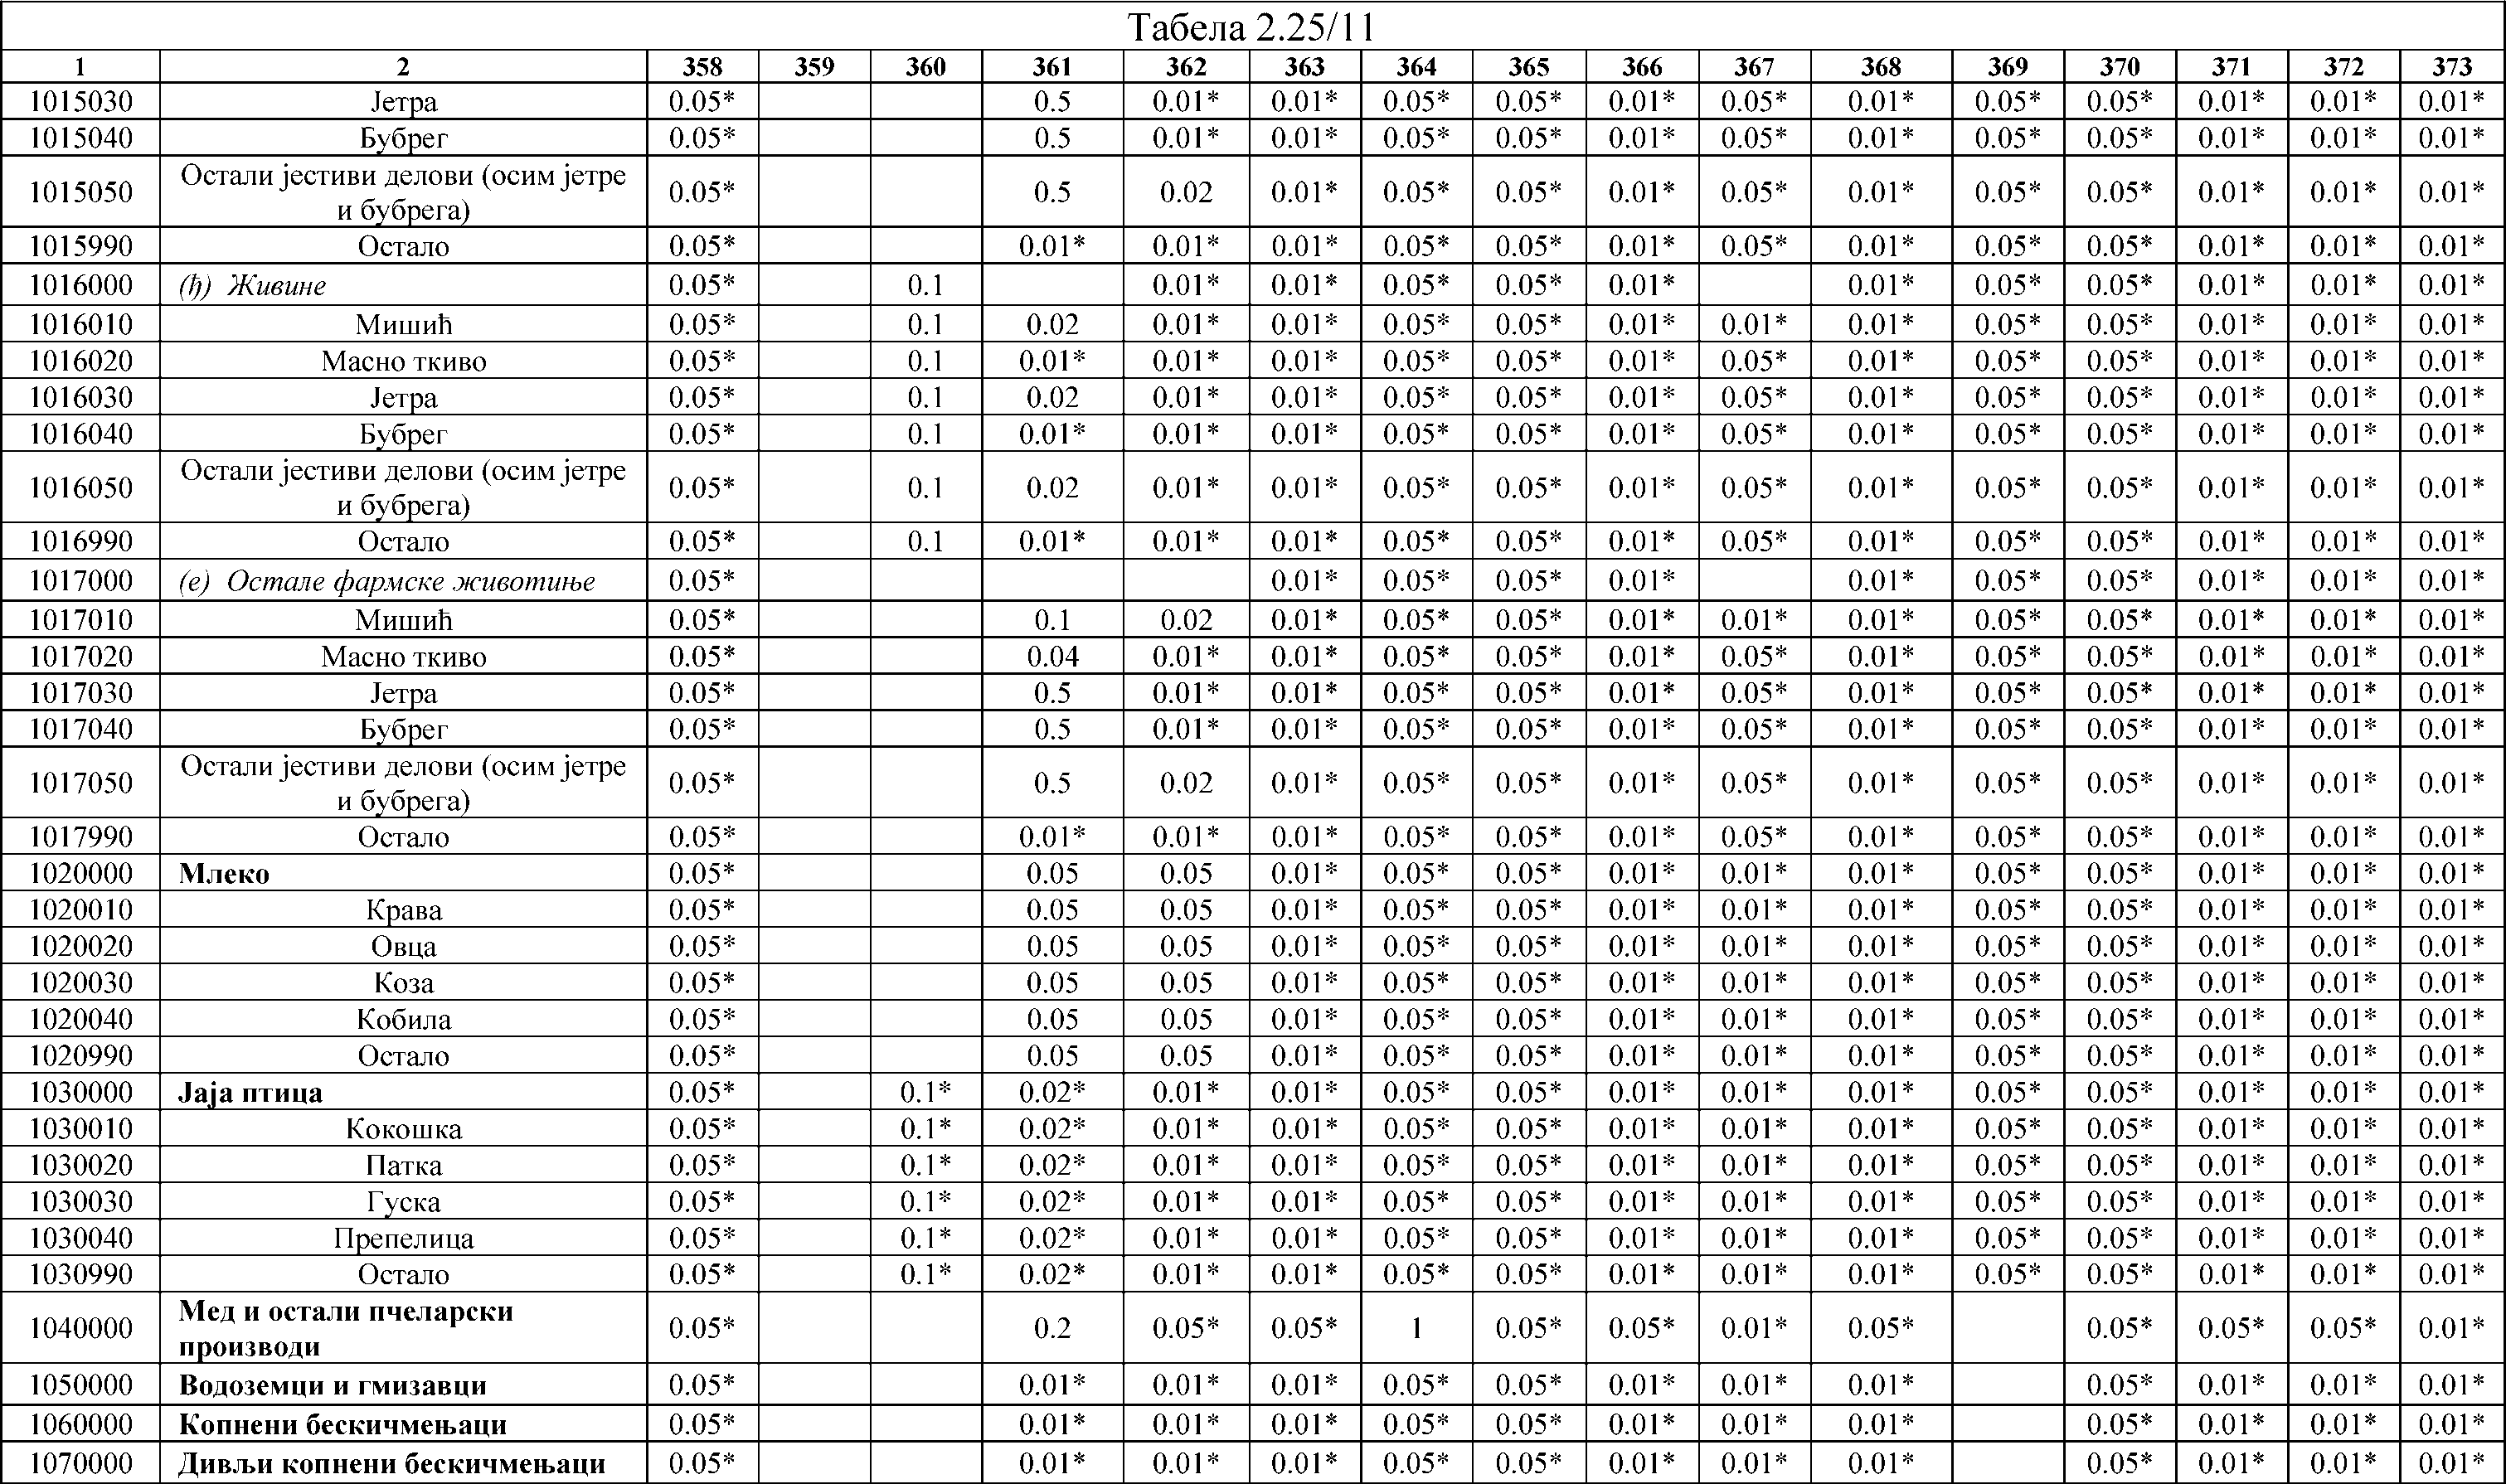 Табела 2.25/11
1 2 358 359 360 361 362 363 364 365 366 367 368 369 370 371 372 373
1015030 Јетра 0.05* 0.5 0.01* 0.01* 0.05* 0.05* 0.01* 0.05* 0.01* 0.05* 0.05* 0.01* 0.01* 0.01*
1015040 Бубрег 0.05* 0.5 0.01* 0.01* 0.05* 0.05* 0.01* 0.05* 0.01* 0.05* 0.05* 0.01* 0.01* 0.01*
1015050 Остали јестиви делови (осим јетре
и бубрега) 0.05* 0.5 0.02 0.01* 0.05* 0.05* 0.01* 0.05* 0.01* 0.05* 0.05* 0.01* 0.01* 0.01*
1015990 Остало 0.05* 0.01* 0.01* 0.01* 0.05* 0.05* 0.01* 0.05* 0.01* 0.05* 0.05* 0.01* 0.01* 0.01*
1016000 (ђ) Живине 0.05* 0.1 0.01* 0.01* 0.05* 0.05* 0.01* 0.01* 0.05* 0.05* 0.01* 0.01* 0.01*
1016010 Мишић 0.05* 0.1 0.02 0.01* 0.01* 0.05* 0.05* 0.01* 0.01* 0.01* 0.05* 0.05* 0.01* 0.01* 0.01*
1016020 Масно ткиво 0.05* 0.1 0.01* 0.01* 0.01* 0.05* 0.05* 0.01* 0.05* 0.01* 0.05* 0.05* 0.01* 0.01* 0.01*
1016030 Јетра 0.05* 0.1 0.02 0.01* 0.01* 0.05* 0.05* 0.01* 0.05* 0.01* 0.05* 0.05* 0.01* 0.01* 0.01*
1016040 Бубрег 0.05* 0.1 0.01* 0.01* 0.01* 0.05* 0.05* 0.01* 0.05* 0.01* 0.05* 0.05* 0.01* 0.01* 0.01*
1016050 Остали јестиви делови (осим јетре
и бубрега) 0.05* 0.1 0.02 0.01* 0.01* 0.05* 0.05* 0.01* 0.05* 0.01* 0.05* 0.05* 0.01* 0.01* 0.01*
1016990 Остало 0.05* 0.1 0.01* 0.01* 0.01* 0.05* 0.05* 0.01* 0.05* 0.01* 0.05* 0.05* 0.01* 0.01* 0.01*
1017000 (е) Остале фармске животиње 0.05* 0.01* 0.05* 0.05* 0.01* 0.01* 0.05* 0.05* 0.01* 0.01* 0.01*
1017010 Мишић 0.05* 0.1 0.02 0.01* 0.05* 0.05* 0.01* 0.01* 0.01* 0.05* 0.05* 0.01* 0.01* 0.01*
1017020 Масно ткиво 0.05* 0.04 0.01* 0.01* 0.05* 0.05* 0.01* 0.05* 0.01* 0.05* 0.05* 0.01* 0.01* 0.01*
1017030 Јетра 0.05* 0.5 0.01* 0.01* 0.05* 0.05* 0.01* 0.05* 0.01* 0.05* 0.05* 0.01* 0.01* 0.01*
1017040 Бубрег 0.05* 0.5 0.01* 0.01* 0.05* 0.05* 0.01* 0.05* 0.01* 0.05* 0.05* 0.01* 0.01* 0.01*
1017050 Остали јестиви делови (осим јетре
и бубрега) 0.05* 0.5 0.02 0.01* 0.05* 0.05* 0.01* 0.05* 0.01* 0.05* 0.05* 0.01* 0.01* 0.01*
1017990 Остало 0.05* 0.01* 0.01* 0.01* 0.05* 0.05* 0.01* 0.05* 0.01* 0.05* 0.05* 0.01* 0.01* 0.01*
1020000 Млеко 0.05* 0.05 0.05 0.01* 0.05* 0.05* 0.01* 0.01* 0.01* 0.05* 0.05* 0.01* 0.01* 0.01*
1020010 Крава 0.05* 0.05 0.05 0.01* 0.05* 0.05* 0.01* 0.01* 0.01* 0.05* 0.05* 0.01* 0.01* 0.01*
1020020 Овца 0.05* 0.05 0.05 0.01* 0.05* 0.05* 0.01* 0.01* 0.01* 0.05* 0.05* 0.01* 0.01* 0.01*
1020030 Коза 0.05* 0.05 0.05 0.01* 0.05* 0.05* 0.01* 0.01* 0.01* 0.05* 0.05* 0.01* 0.01* 0.01*
1020040 Кобила 0.05* 0.05 0.05 0.01* 0.05* 0.05* 0.01* 0.01* 0.01* 0.05* 0.05* 0.01* 0.01* 0.01*
1020990 Остало 0.05* 0.05 0.05 0.01* 0.05* 0.05* 0.01* 0.01* 0.01* 0.05* 0.05* 0.01* 0.01* 0.01*
1030000 Јаја птица 0.05* 0.1* 0.02* 0.01* 0.01* 0.05* 0.05* 0.01* 0.01* 0.01* 0.05* 0.05* 0.01* 0.01* 0.01*
1030010 Кокошка 0.05* 0.1* 0.02* 0.01* 0.01* 0.05* 0.05* 0.01* 0.01* 0.01* 0.05* 0.05* 0.01* 0.01* 0.01*
1030020 Патка 0.05* 0.1* 0.02* 0.01* 0.01* 0.05* 0.05* 0.01* 0.01* 0.01* 0.05* 0.05* 0.01* 0.01* 0.01*
1030030 Гуска 0.05* 0.1* 0.02* 0.01* 0.01* 0.05* 0.05* 0.01* 0.01* 0.01* 0.05* 0.05* 0.01* 0.01* 0.01*
1030040 Препелица 0.05* 0.1* 0.02* 0.01* 0.01* 0.05* 0.05* 0.01* 0.01* 0.01* 0.05* 0.05* 0.01* 0.01* 0.01*
1030990 Остало 0.05* 0.1* 0.02* 0.01* 0.01* 0.05* 0.05* 0.01* 0.01* 0.01* 0.05* 0.05* 0.01* 0.01* 0.01*
1040000 Мед и остали пчеларски
производи 0.05* 0.2 0.05* 0.05* 1 0.05* 0.05* 0.01* 0.05* 0.05* 0.05* 0.05* 0.01*
1050000 Водоземци и гмизавци 0.05* 0.01* 0.01* 0.01* 0.05* 0.05* 0.01* 0.01* 0.01* 0.05* 0.01* 0.01* 0.01*
1060000 Копнени бескичмењаци 0.05* 0.01* 0.01* 0.01* 0.05* 0.05* 0.01* 0.01* 0.01* 0.05* 0.01* 0.01* 0.01*
1070000 Дивљи копнени бескичмењаци 0.05* 0.01* 0.01* 0.01* 0.05* 0.05* 0.01* 0.01* 0.01* 0.05* 0.01* 0.01* 0.01*